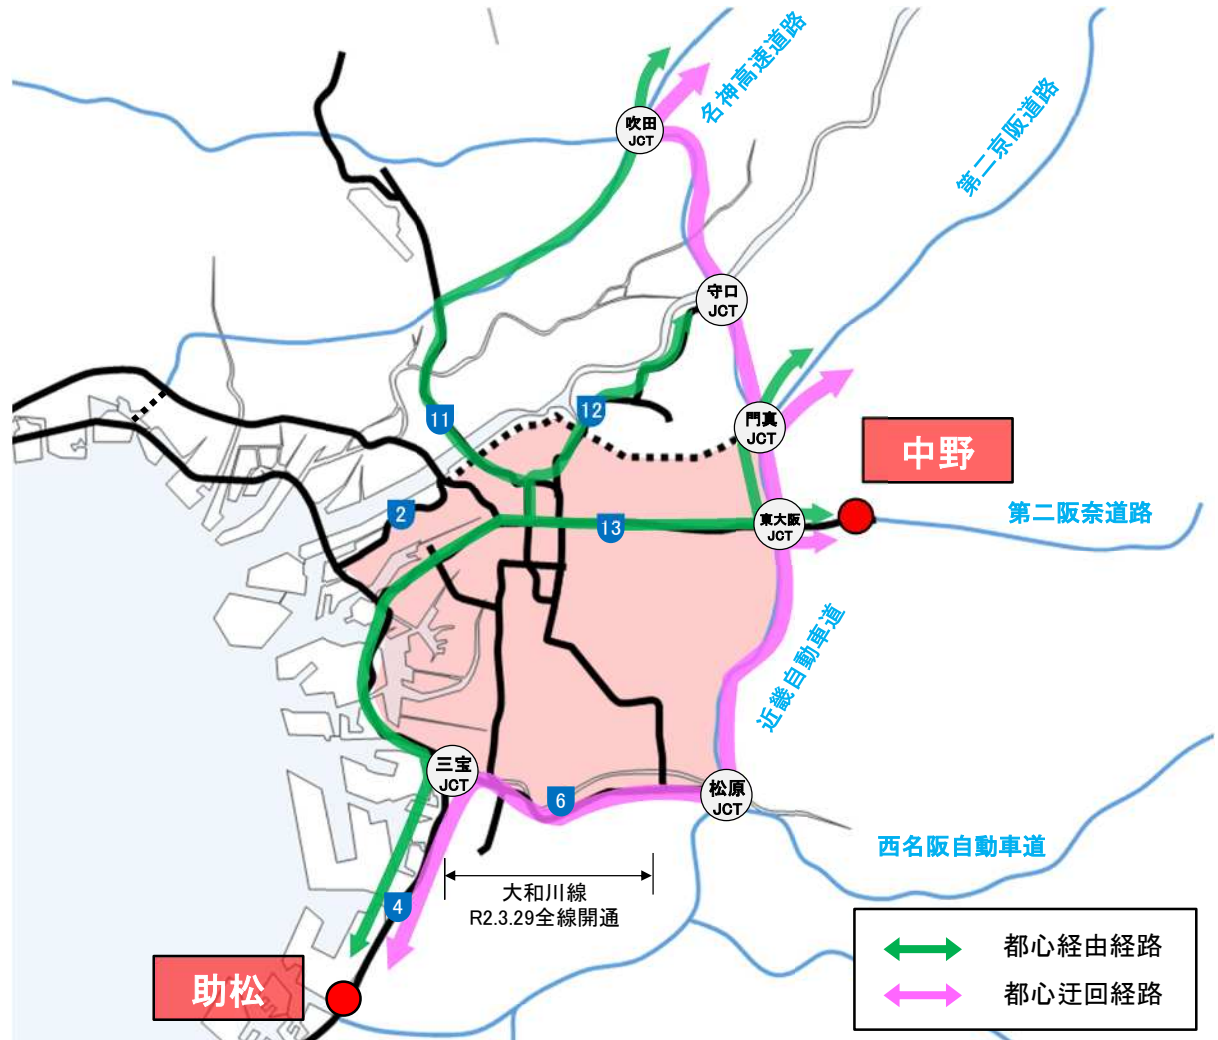 名神高速道路
吹田
JCT
第二京阪道路
守口
JCT
11
12
門真
JCT
中野
2
13
東大阪
JCT
第二阪奈道路
近畿自動車道
三宝
JCT
6
松原
JCT
西名阪自動車道
大和川線
R2.3.29全線開通
4
助松
都心経由経路
都心迂回経路